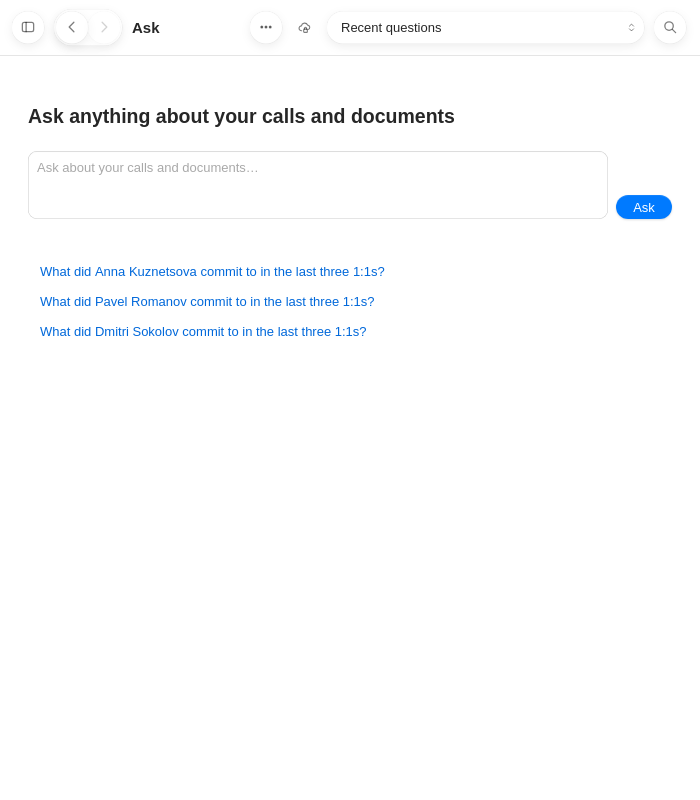 Ask
Recent questions
Ask anything about your calls and documents
Ask about your calls and documents…
Ask
What did Anna Kuznetsova commit to in the last three 1:1s?
What did Pavel Romanov commit to in the last three 1:1s?
What did Dmitri Sokolov commit to in the last three 1:1s?